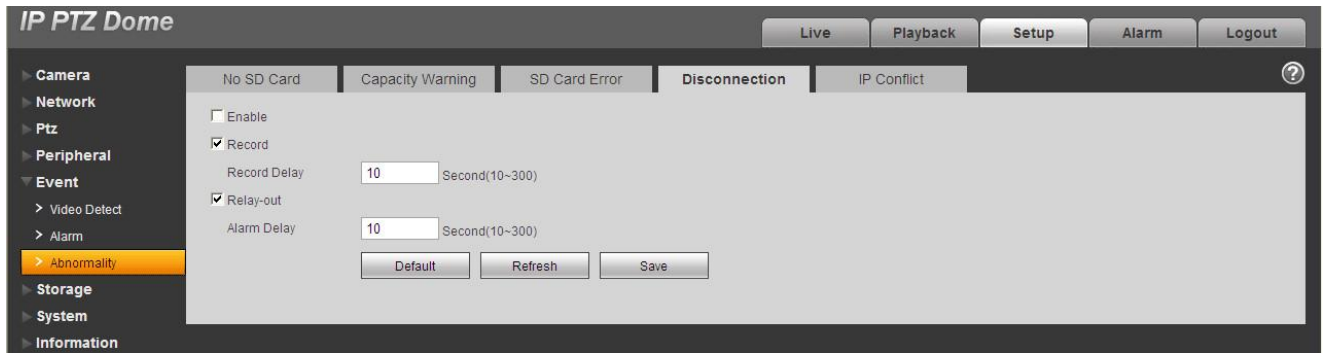 IP PTZ Dome
Live Playback Setup Alarm Logout
Camera
Network
Ptz
Peripheral
Event
Video Detect
Alarm
Abnormality
Storage
System
Information
No SD Card Capacity Warning SD Card Error Disconnection IP Conflict ?
Enable
Record
Record Delay 10 Second(10~300)
Relay-out
Alarm Delay 10 Second(10~300)
Default Refresh Save